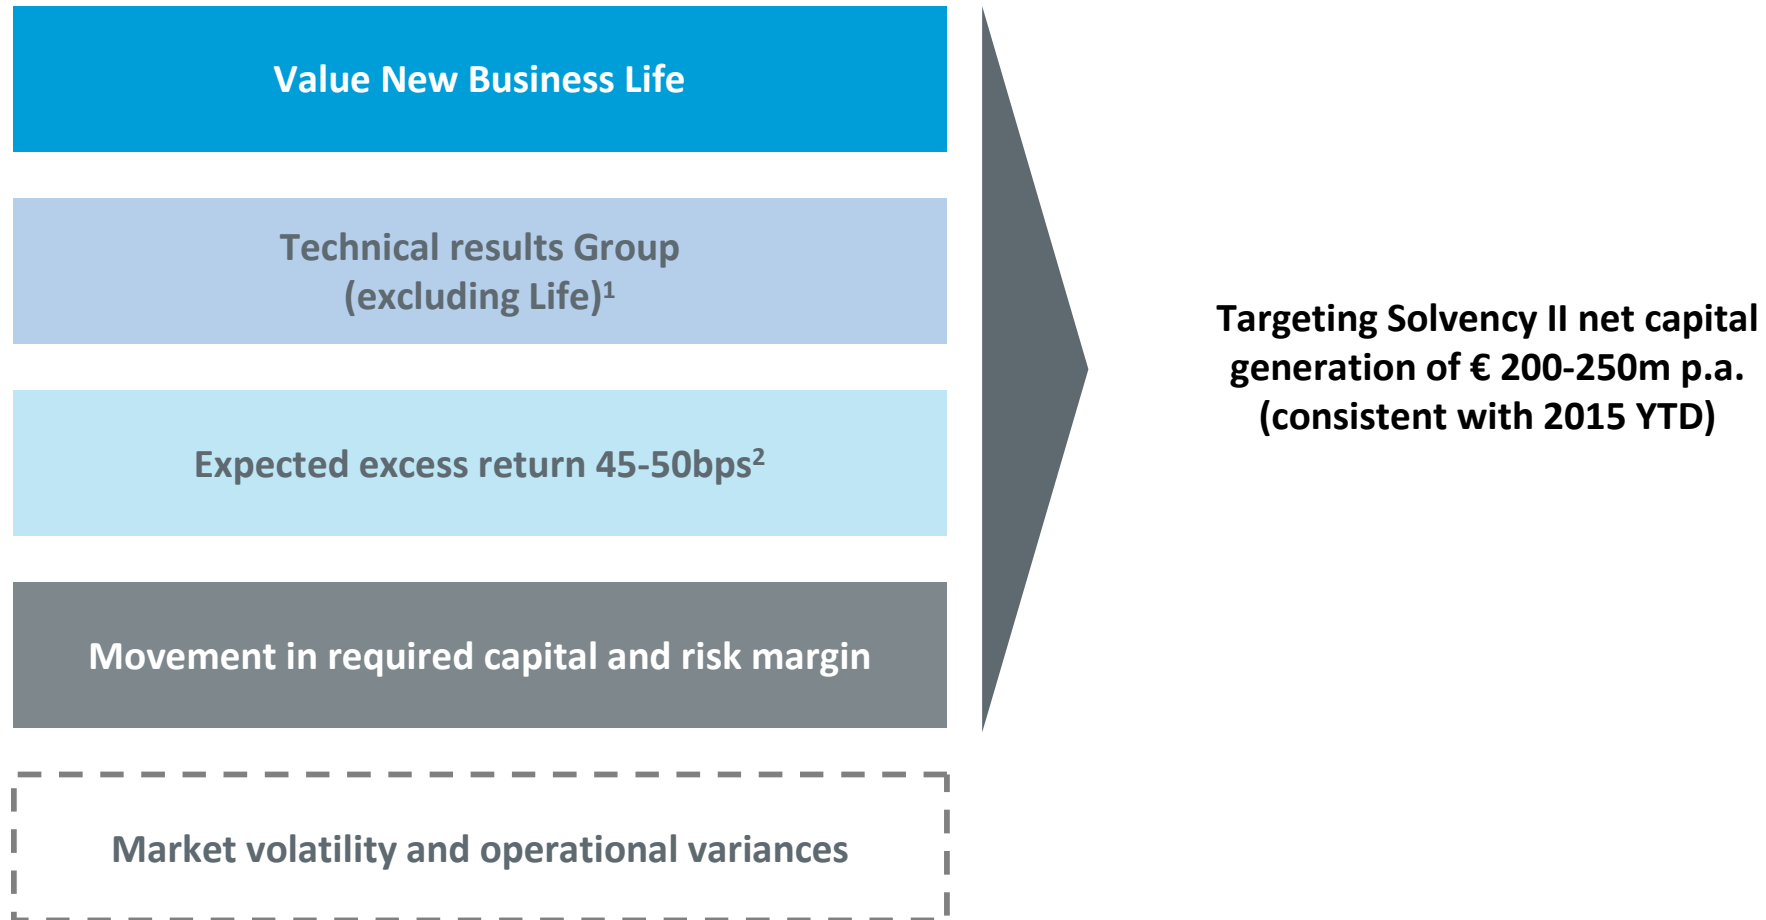 Value New Business Life
Technical results Group
(excluding Life)¹
Expected excess return 45-50bps²
Movement in required capital and risk margin
Market volatility and operational variances
Targeting Solvency II net capital
generation of € 200-250m p.a.
(consistent with 2015 YTD)